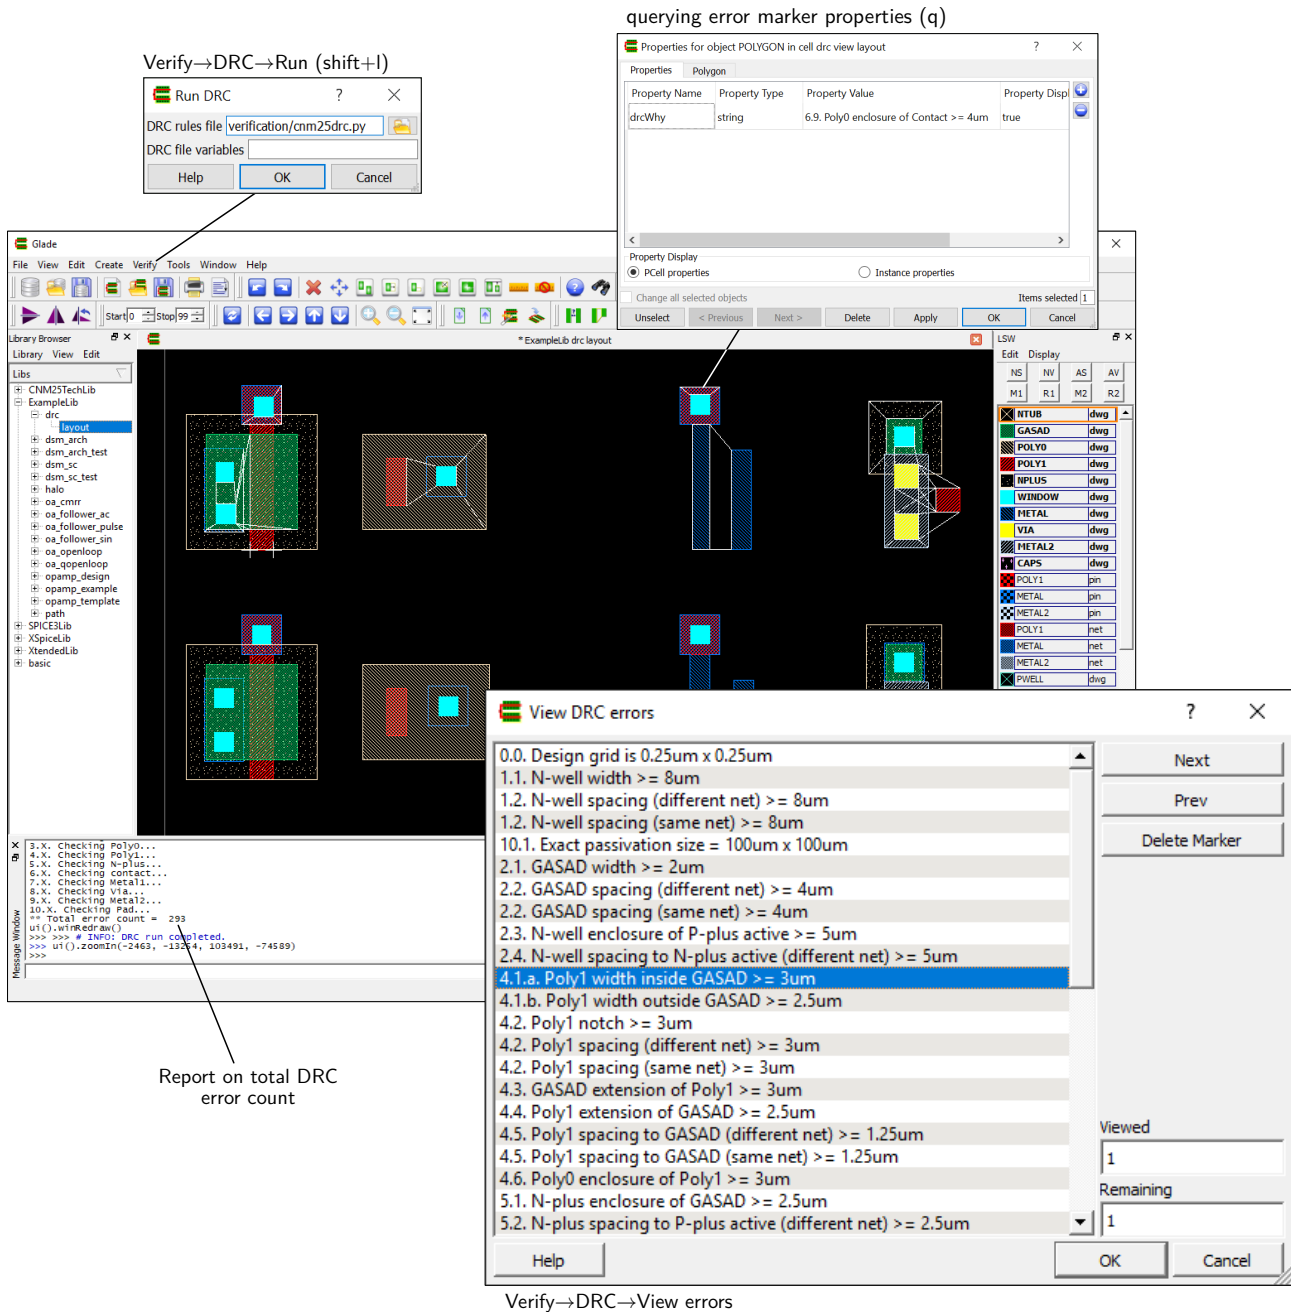 querying error marker properties (q)
Verify→DRC→Run (shift+l)
Run DRC
?
DRC rules file verification/cnm25drc.py
DRC file variables
Help OK Cancel
Properties for object POLYGON in cell drc view layout ?
Properties Polygon
Property Name Property Type Property Value Property Displ
drcWhy string 6.9. Poly0 enclosure of Contact >= 4um true
Property Display
PCell properties Instance properties
Change all selected objects Items selected 1
Unselect < Previous Next > Delete Apply OK Cancel
Glade
File View Edit Create Verify Tools Window Help
Start 0 Stop 99
Library Browser
Library View Edit
Libs
CNM25TechLib
ExampleLib
drc
layout
dsm_arch
dsm_arch_test
dsm_sc
dsm_sc_test
halo
oa_cmrr
oa_follower_ac
oa_follower_pulse
oa_follower_sin
oa_openloop
oa_qopenloop
opamp_design
opamp_example
opamp_template
path
SPICE3Lib
XSpiceLib
XtendedLib
basic
* ExampleLib drc layout
LSW
Edit Display
NS NV AS AV
M1 R1 M2 R2
NTUB dwg
GASAD dwg
POLY0 dwg
POLY1 dwg
NPLUS dwg
WINDOW dwg
METAL dwg
VIA dwg
METAL2 dwg
CAPS dwg
POLY1 pin
METAL pin
METAL2 pin
POLY1 net
METAL net
METAL2 net
PWELL dwg
Message Window
3.X. Checking Poly0...
4.X. Checking Poly1...
5.X. Checking N-plus...
6.X. Checking contact...
7.X. Checking Metal1...
8.X. Checking Via...
9.X. Checking Metal2...
10.X. Checking Pad...
** Total error count = 293
ui().winRedraw()
>>> >>> # INFO: DRC run completed.
>>> ui().zoomIn(-2463, -13254, 103491, -74589)
>>>
Report on total DRC
error count
View DRC errors ?
0.0. Design grid is 0.25um x 0.25um
1.1. N-well width >= 8um
1.2. N-well spacing (different net) >= 8um
1.2. N-well spacing (same net) >= 8um
10.1. Exact passivation size = 100um x 100um
2.1. GASAD width >= 2um
2.2. GASAD spacing (different net) >= 4um
2.2. GASAD spacing (same net) >= 4um
2.3. N-well enclosure of P-plus active >= 5um
2.4. N-well spacing to N-plus active (different net) >= 5um
4.1.a. Poly1 width inside GASAD >= 3um
4.1.b. Poly1 width outside GASAD >= 2.5um
4.2. Poly1 notch >= 3um
4.2. Poly1 spacing (different net) >= 3um
4.2. Poly1 spacing (same net) >= 3um
4.3. GASAD extension of Poly1 >= 3um
4.4. Poly1 extension of GASAD >= 2.5um
4.5. Poly1 spacing to GASAD (different net) >= 1.25um
4.5. Poly1 spacing to GASAD (same net) >= 1.25um
4.6. Poly0 enclosure of Poly1 >= 3um
5.1. N-plus enclosure of GASAD >= 2.5um
5.2. N-plus spacing to P-plus active (different net) >= 2.5um
Next
Prev
Delete Marker
Viewed
1
Remaining
1
Help OK Cancel
Verify→DRC→View errors